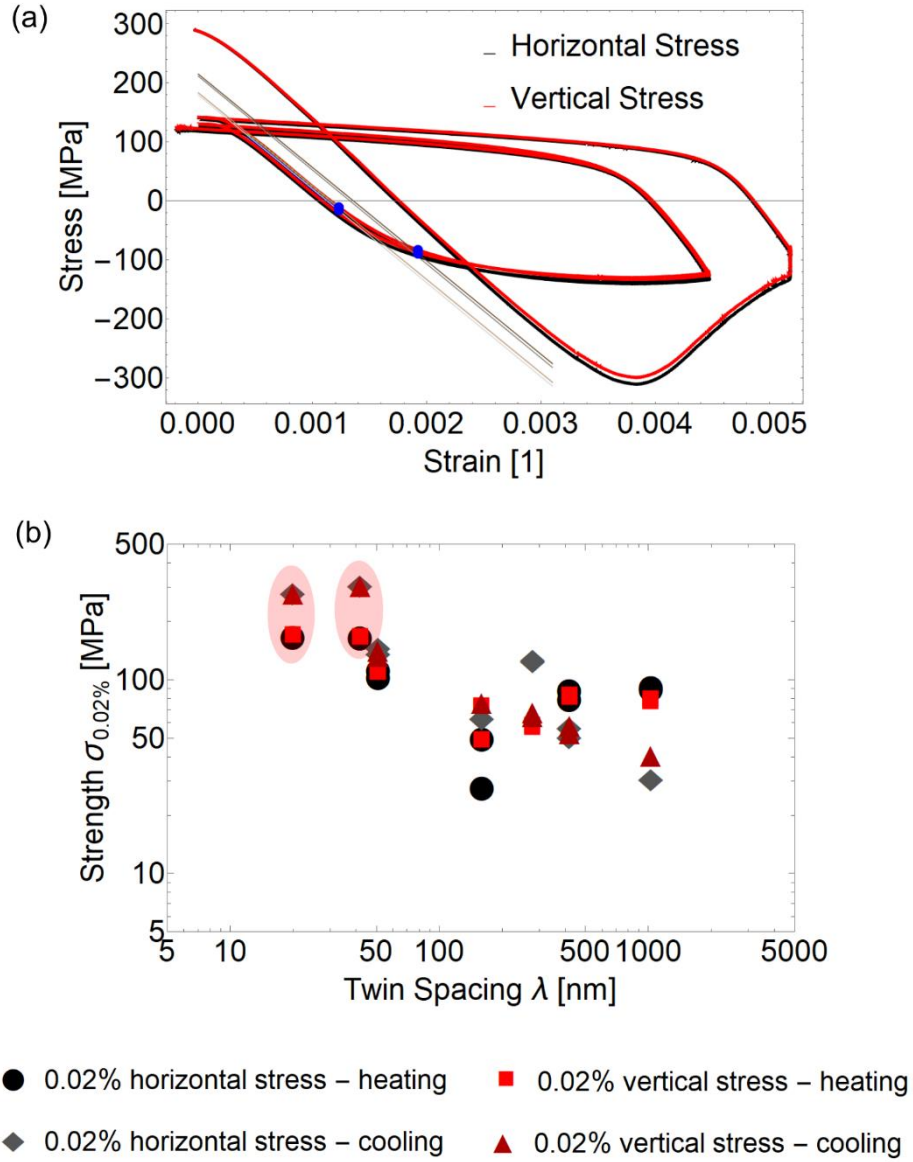 (a)
300
200
100
0
−100
−200
−300
Stress [MPa]
— Horizontal Stress
— Vertical Stress
0.000 0.001 0.002 0.003 0.004 0.005
Strain [1]
(b)
500
100
50
10
5
Strength σ0.02% [MPa]
5 10 50 100 500 1000 5000
Twin Spacing λ [nm]
0.02% horizontal stress – heating
0.02% vertical stress – heating
0.02% horizontal stress – cooling
0.02% vertical stress – cooling